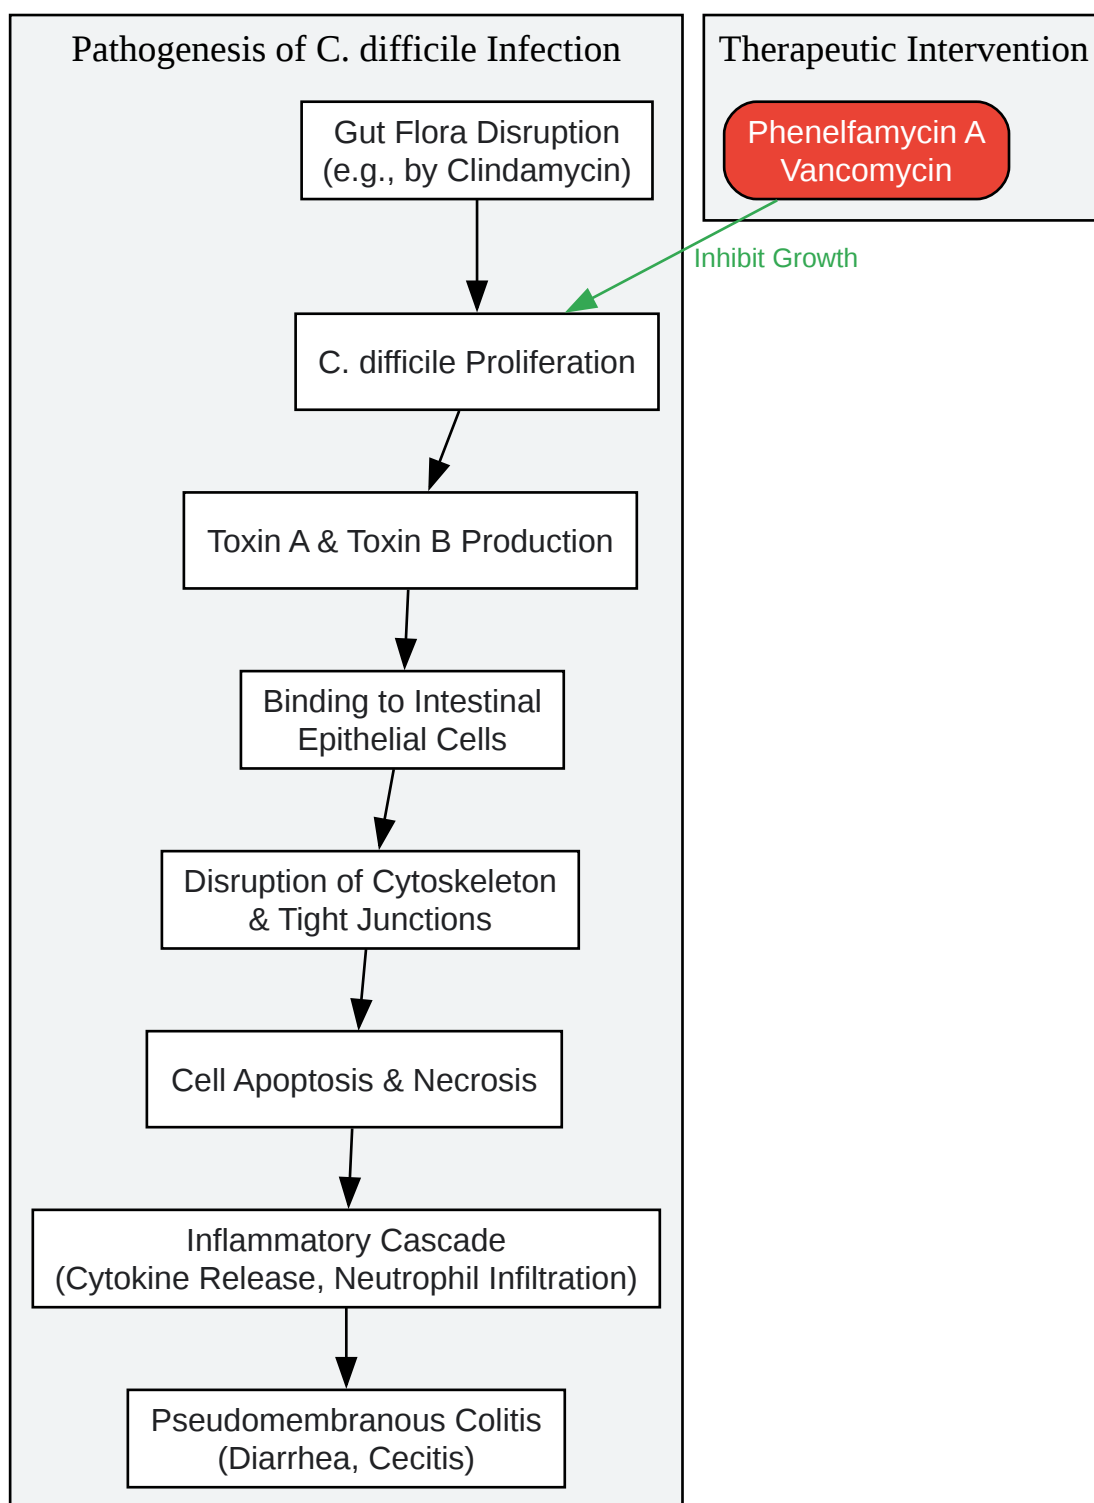 Pathogenesis of C. difficile Infection
Therapeutic Intervention
Gut Flora Disruption
(e.g., by Clindamycin)
Phenelfamycin A
Vancomycin
Inhibit Growth
C. difficile Proliferation
Toxin A & Toxin B Production
Binding to Intestinal
Epithelial Cells
Disruption of Cytoskeleton
& Tight Junctions
Cell Apoptosis & Necrosis
Inflammatory Cascade
(Cytokine Release, Neutrophil Infiltration)
Pseudomembranous Colitis
(Diarrhea, Cecitis)